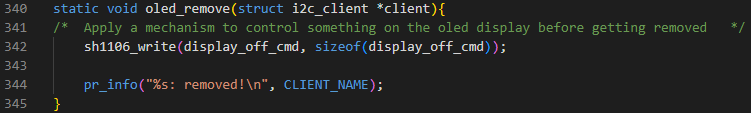 340 static void oled_remove(struct i2c_client *client){
341 /*  Apply a mechanism to control something on the oled display before getting removed   */
342     sh1106_write(display_off_cmd, sizeof(display_off_cmd));
343
344     pr_info("%s: removed!\n", CLIENT_NAME);
345 }